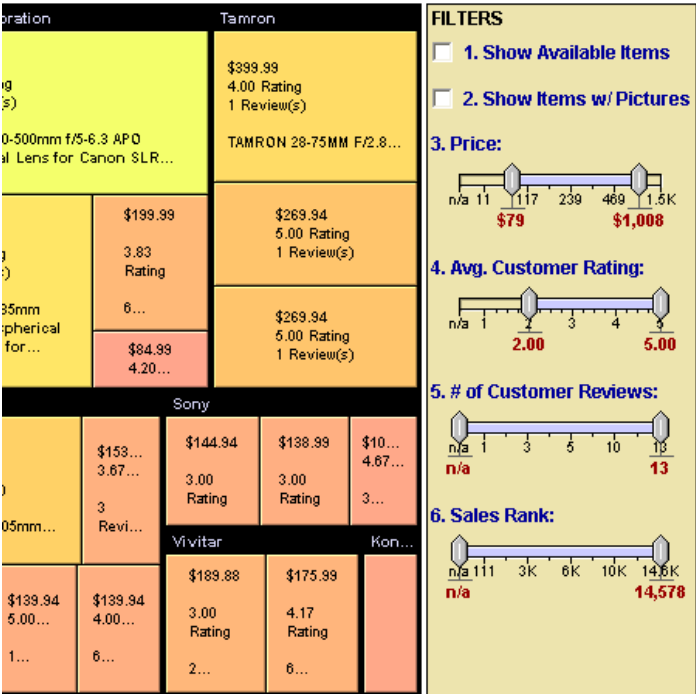 oration
Tamron
ng
(s)
0-500mm f/5-6.3 APO
al Lens for Canon SLR...
$399.99
4.00 Rating
1 Review(s)
TAMRON 28-75MM F/2.8...
g
:)
35mm
spherical
for...
$199.99
3.83
Rating
6...
$84.99
4.20...
$269.94
5.00 Rating
1 Review(s)
$269.94
5.00 Rating
1 Review(s)
)
05mm...
$153...
3.67...
3
Revi...
$139.94
5.00...
1...
$139.94
4.00...
6...
Sony
$144.94
3.00
Rating
$138.99
3.00
Rating
$10...
4.67...
3...
Vivitar
Kon...
$189.88
3.00
Rating
2...
$175.99
4.17
Rating
6...
FILTERS
1. Show Available Items
2. Show Items w/ Pictures
3. Price:
n/a 11 117 239 469 1.5K
$79 $1,008
4. Avg. Customer Rating:
n/a 1 2 3 4 5
2.00 5.00
5. # of Customer Reviews:
n/a 1 3 5 10 13
n/a 13
6. Sales Rank:
n/a 111 3K 6K 10K 14.6K
n/a 14,578